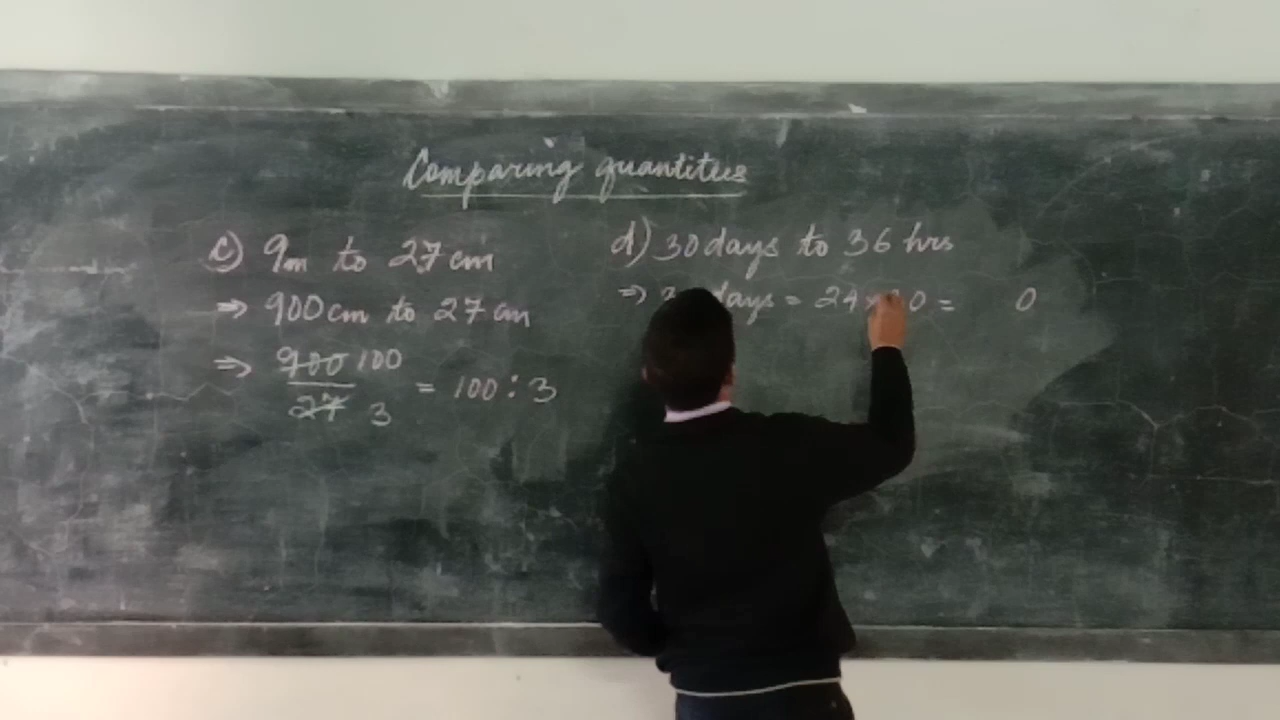 Comparing quantities
c) 9m to 27 cm
⇒ 900 cm to 27 cm
⇒ 900 100
27 3
= 100 : 3
d) 30 days to 36 hrs
⇒ days = 24 × 0 = 0